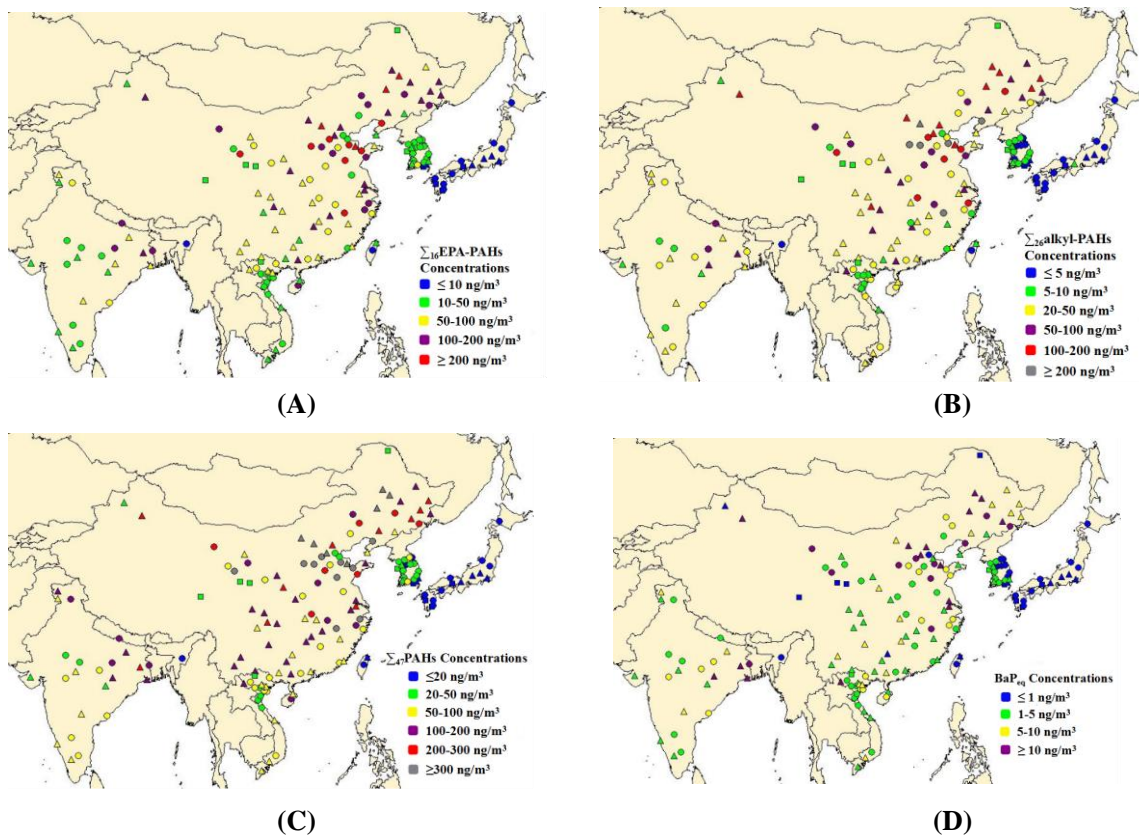 ∑₁₆EPA-PAHs
Concentrations
≤ 10 ng/m³
10-50 ng/m³
50-100 ng/m³
100-200 ng/m³
≥ 200 ng/m³
(A)
∑₂₆alkyl-PAHs
Concentrations
≤ 5 ng/m³
5-10 ng/m³
20-50 ng/m³
50-100 ng/m³
100-200 ng/m³
≥ 200 ng/m³
(B)
∑₄₇PAHs Concentrations
≤20 ng/m³
20-50 ng/m³
50-100 ng/m³
100-200 ng/m³
200-300 ng/m³
≥300 ng/m³
(C)
BaPeq Concentrations
≤ 1 ng/m³
1-5 ng/m³
5-10 ng/m³
≥ 10 ng/m³
(D)